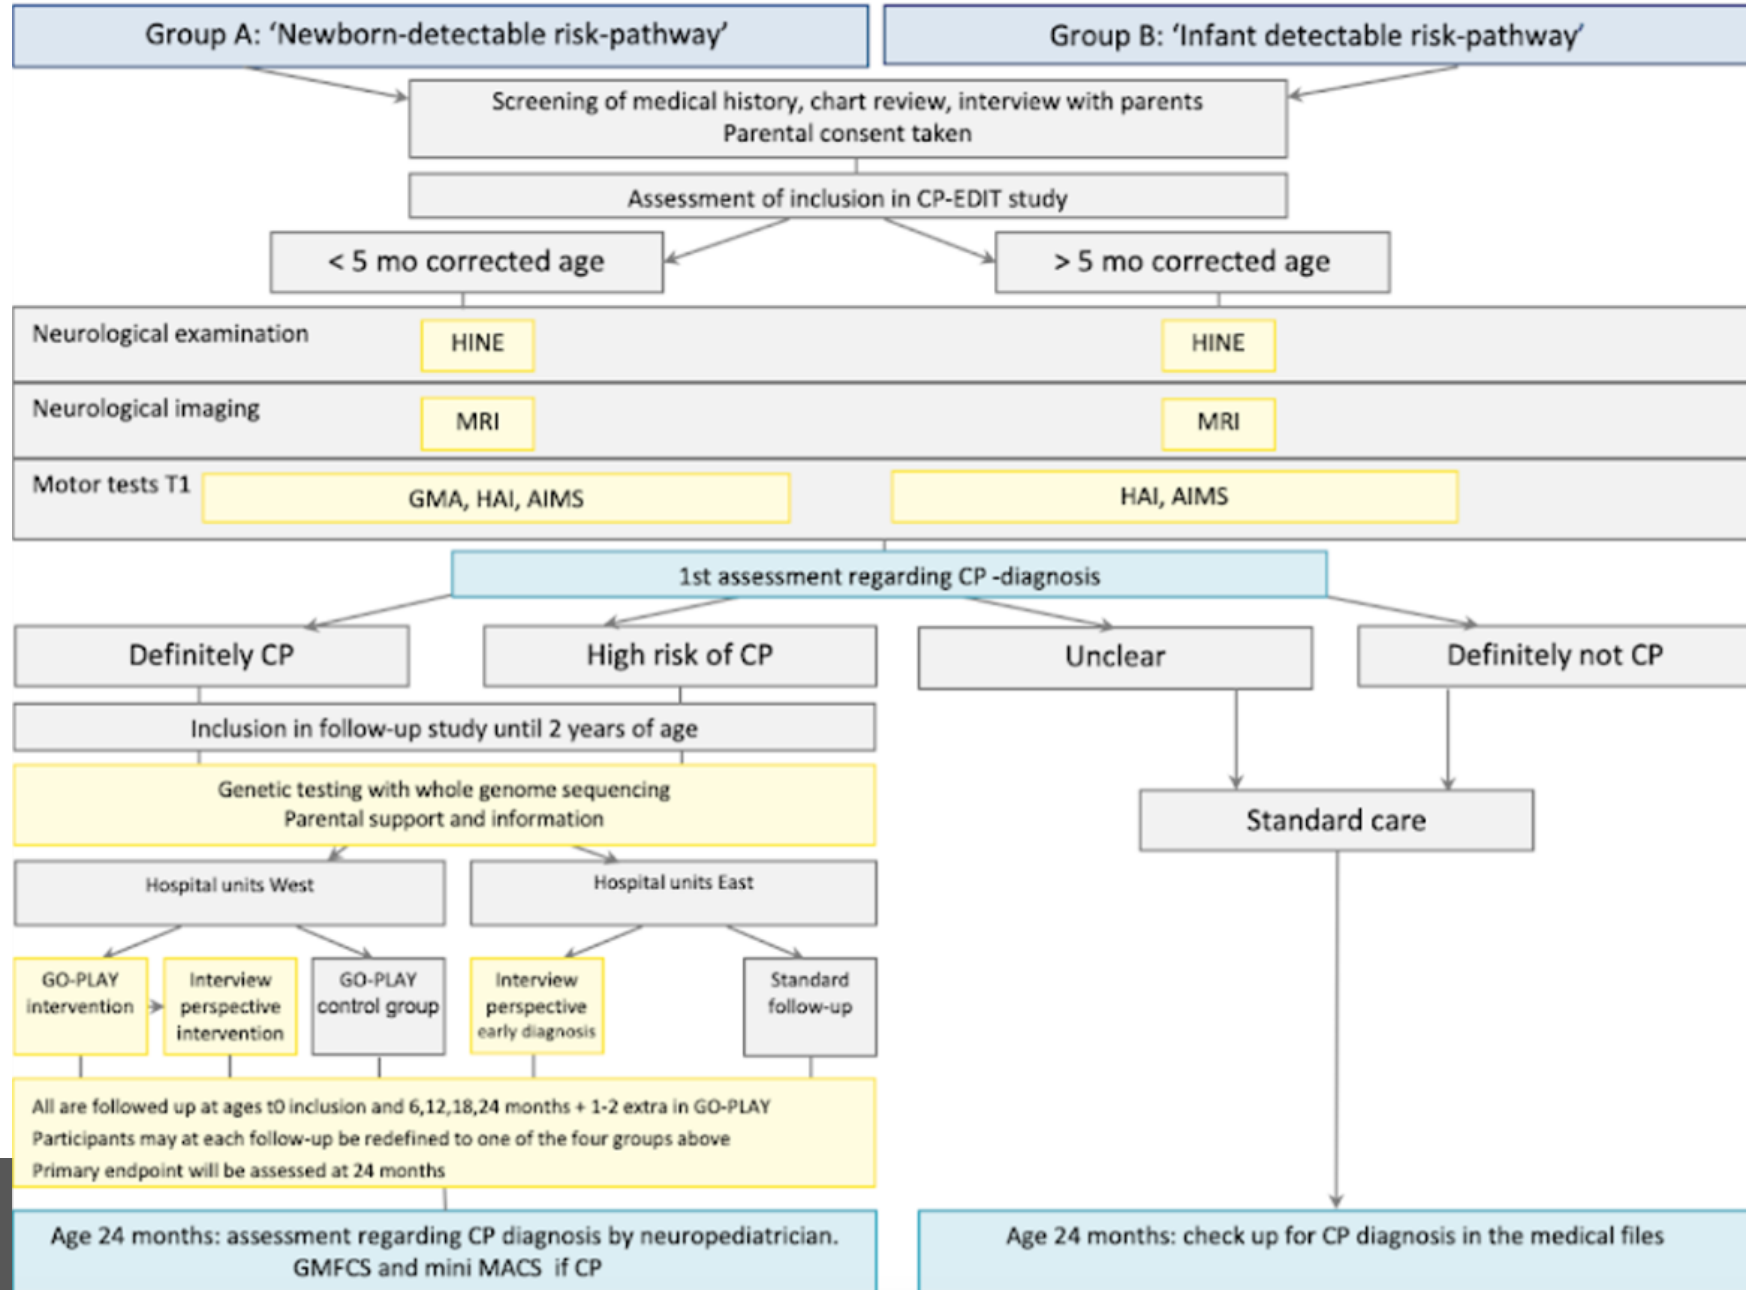 Group A: ‘Newborn-detectable risk-pathway’
Group B: ‘Infant detectable risk-pathway’
Screening of medical history, chart review, interview with parents
Parental consent taken
Assessment of inclusion in CP-EDIT study
< 5 mo corrected age
> 5 mo corrected age
Neurological examination
HINE
HINE
Neurological imaging
MRI
MRI
Motor tests T1
GMA, HAI, AIMS
HAI, AIMS
1st assessment regarding CP -diagnosis
Definitely CP
High risk of CP
Unclear
Definitely not CP
Inclusion in follow-up study until 2 years of age
Genetic testing with whole genome sequencing
Parental support and information
Standard care
Hospital units West
Hospital units East
GO-PLAY
intervention
Interview
perspective
intervention
GO-PLAY
control group
Interview
perspective
early diagnosis
Standard
follow-up
All are followed up at ages t0 inclusion and 6,12,18,24 months + 1-2 extra in GO-PLAY
Participants may at each follow-up be redefined to one of the four groups above
Primary endpoint will be assessed at 24 months
Age 24 months: assessment regarding CP diagnosis by neuropediatrician.
GMFCS and mini MACS if CP
Age 24 months: check up for CP diagnosis in the medical files